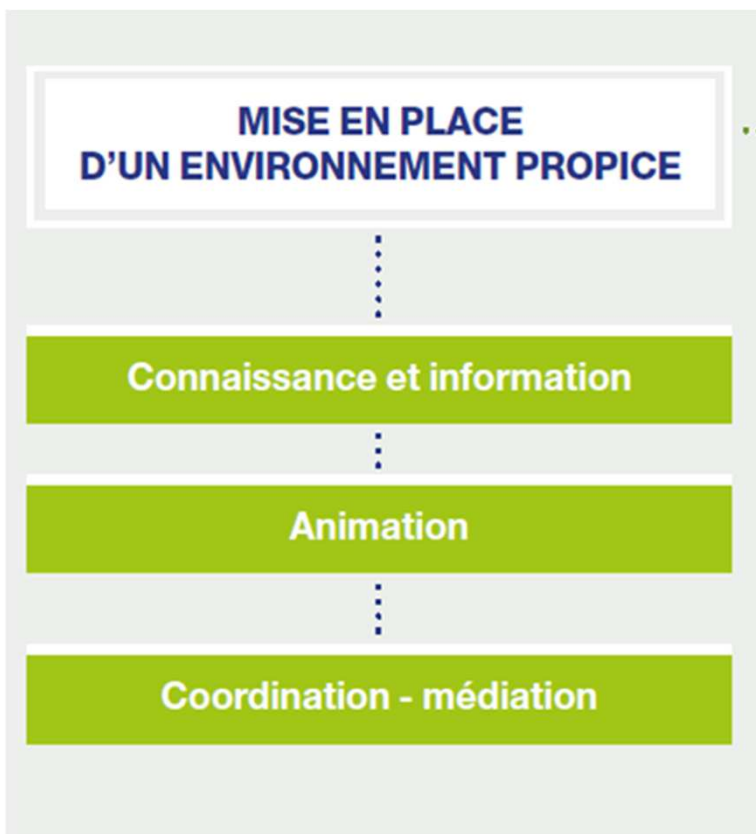 MISE EN PLACE
D’UN ENVIRONNEMENT PROPICE
Connaissance et information
Animation
Coordination - médiation